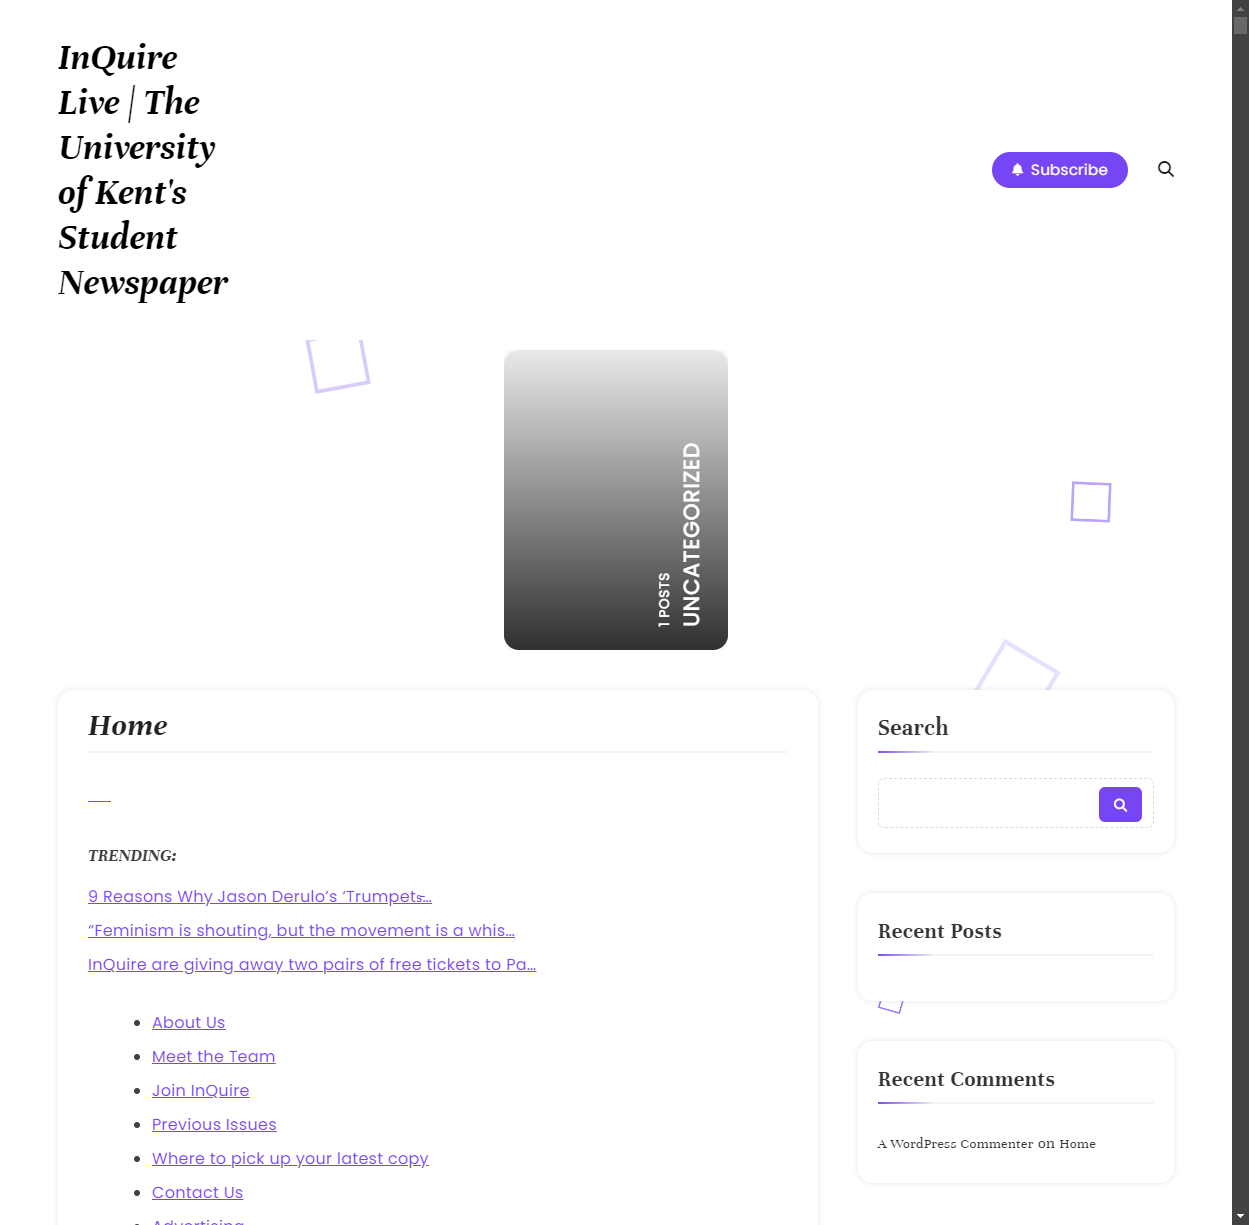 InQuire
Live | The
University
of Kent's
Student
Newspaper
Subscribe
1 POSTS
UNCATEGORIZED
Home
Search
TRENDING:
9 Reasons Why Jason Derulo’s ‘Trumpets̵...
“Feminism is shouting, but the movement is a whis...
InQuire are giving away two pairs of free tickets to Pa...
Recent Posts
About Us
Meet the Team
Join InQuire
Previous Issues
Where to pick up your latest copy
Contact Us
Advertising
Recent Comments
A WordPress Commenter on Home